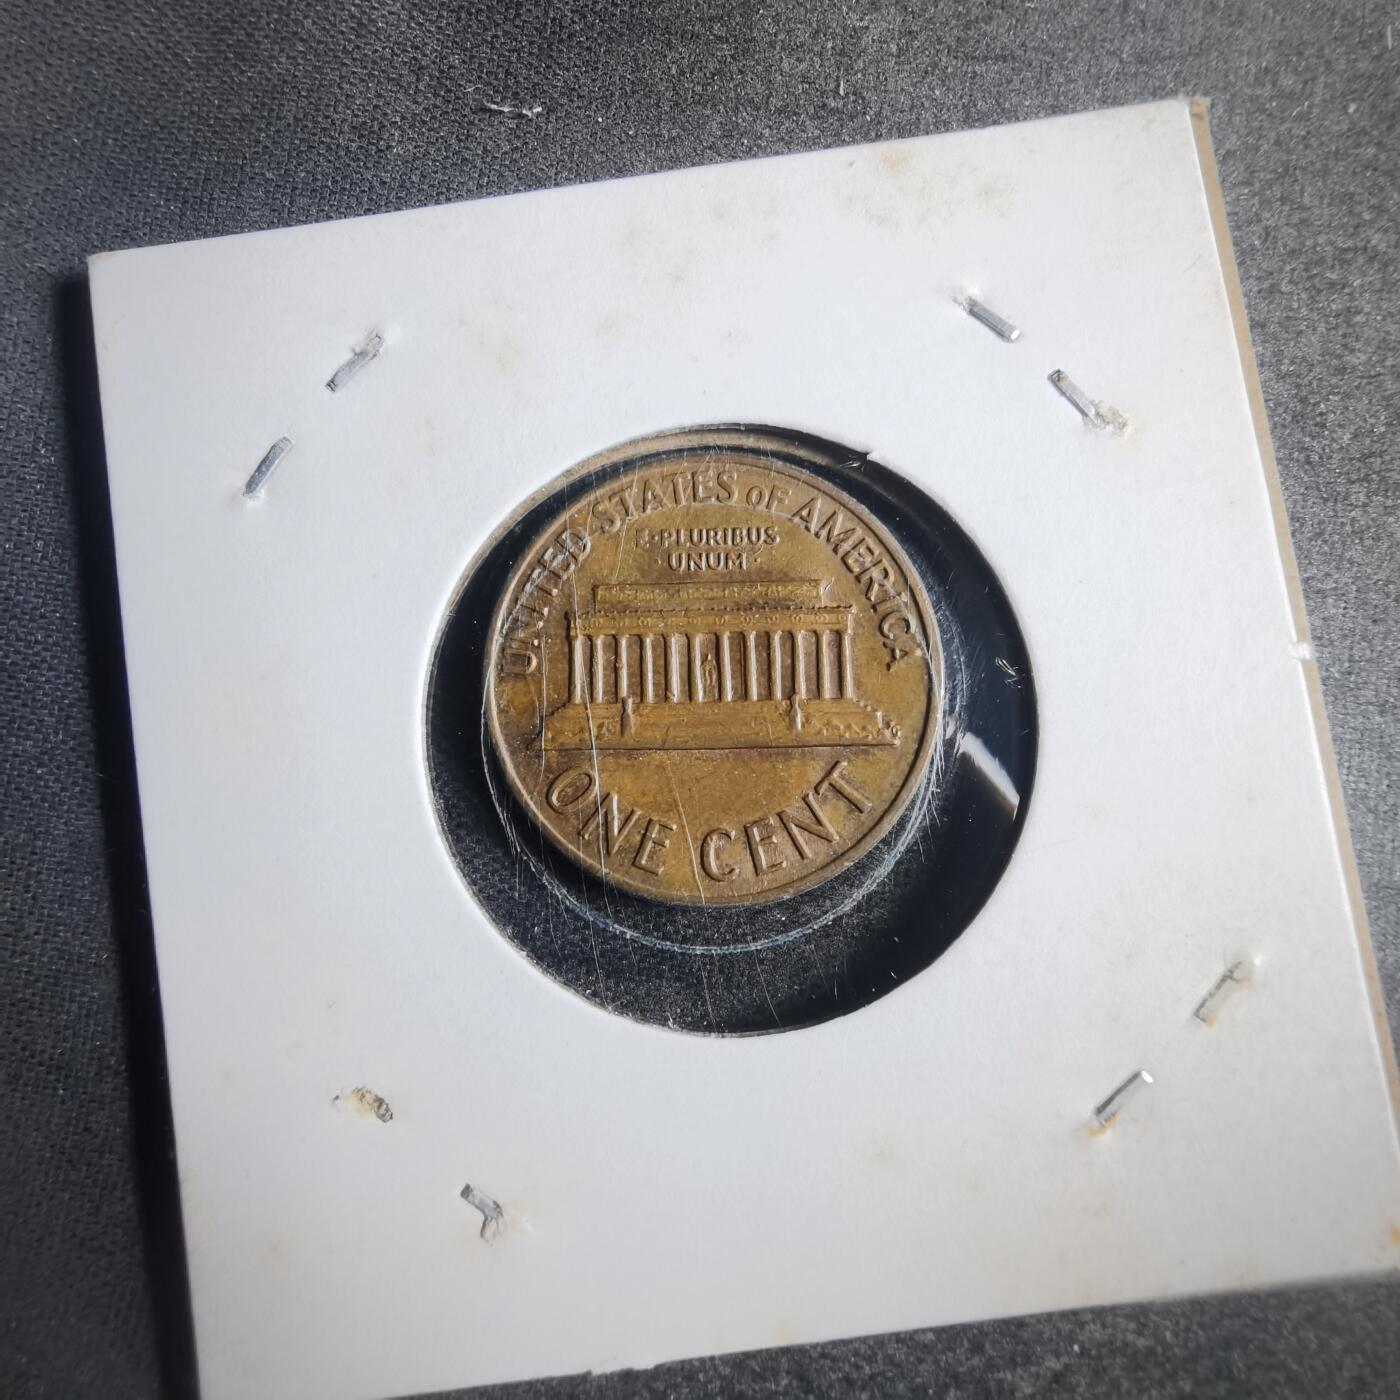 UNITED STATES OF AMERICA
E·PLURIBUS
·UNUM·
ONE CENT